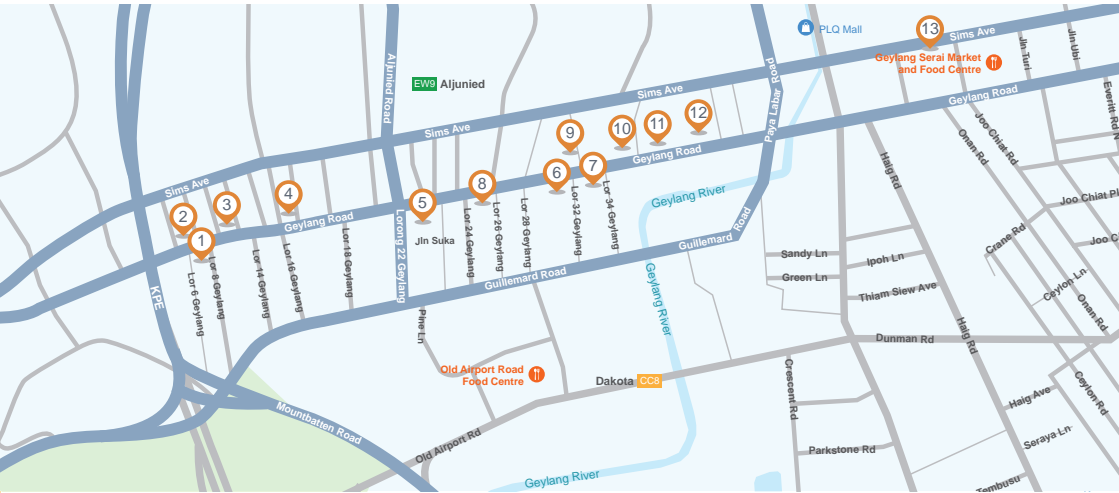 13
Sims Ave
PLQ Mall
Geylang Serai Market
and Food Centre
Jln Turi
Jln Ubi
Aljunied Road
EW9 Aljunied
Road
Paya Labar
Sims Ave
Geylang Road
Everitt Rd N
Sims Ave
12
11
10
9
Geylang Road
Joo Chiat Rd
Onan Rd
Haig Rd
7
6
8
5
4
3
2
1
Sims Ave
Geylang Road
Geylang River
Lor 6 Geylang
Lor 8 Geylang
Lor 14 Geylang
Lor 16 Geylang
Lor 18 Geylang
Lorong 22 Geylang
Jln Suka
Lor 24 Geylang
Lor 26 Geylang
Lor 28 Geylang
Lor 32 Geylang
Lor 34 Geylang
Guillemard Road
Guillemard Road
Joo Chiat Pl
Joo C
Crane Rd
Sandy Ln
Green Ln
Ipoh Ln
Thiam Siew Ave
Ceylon Ln
Onan Rd
KPE
Geylang River
Pine Ln
Haig Rd
Dunman Rd
Old Airport Road
Food Centre
Dakota CC8
Crescent Rd
Ceylon Rd
Haig Ave
Mountbatten Road
Old Airport Rd
Parkstone Rd
Seraya Ln
Geylang River
Tembusu